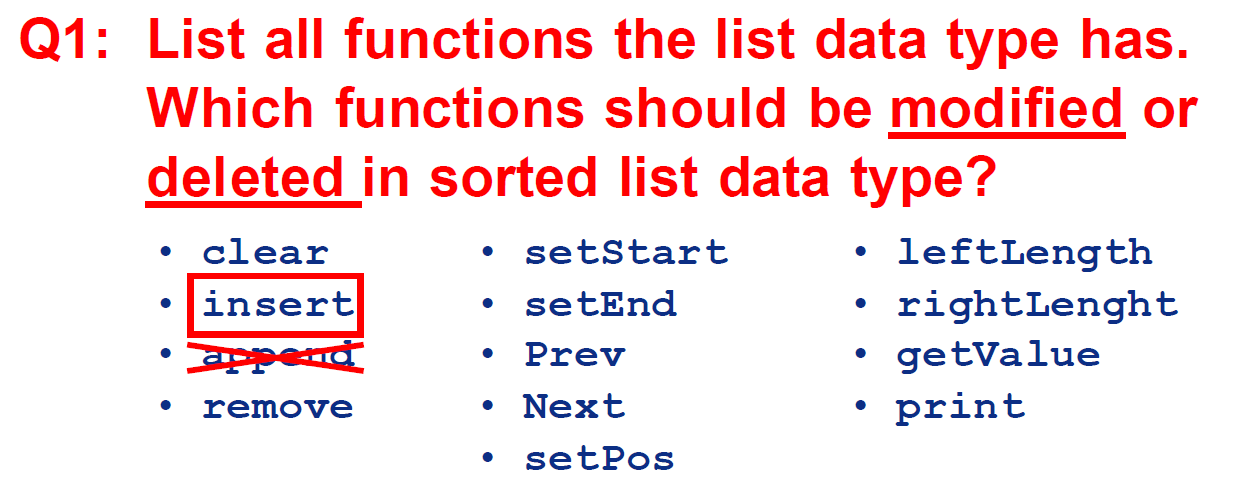 Q1: List all functions the list data type has.
Which functions should be modified or
deleted in sorted list data type?
• clear
• insert
• append
• remove
• setStart
• setEnd
• Prev
• Next
• setPos
• leftLength
• rightLenght
• getValue
• print